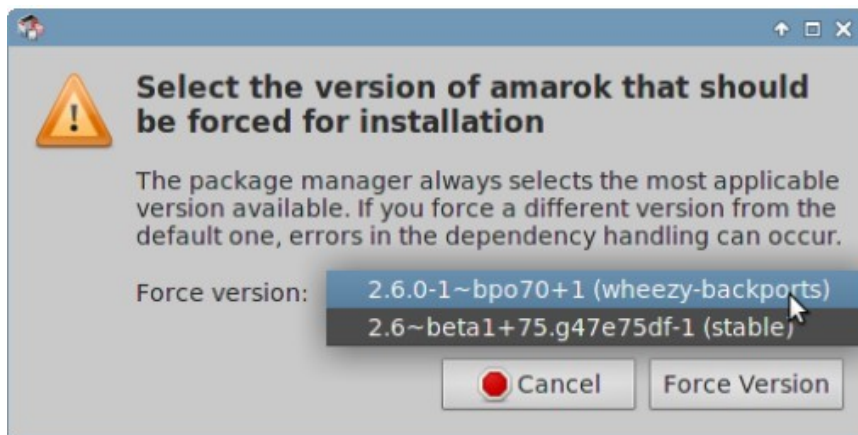 Select the version of amarok that should
be forced for installation
The package manager always selects the most applicable
version available. If you force a different version from the
default one, errors in the dependency handling can occur.
Force version: 2.6.0-1~bpo70+1 (wheezy-backports)
2.6~beta1+75.g47e75df-1 (stable)
Cancel Force Version